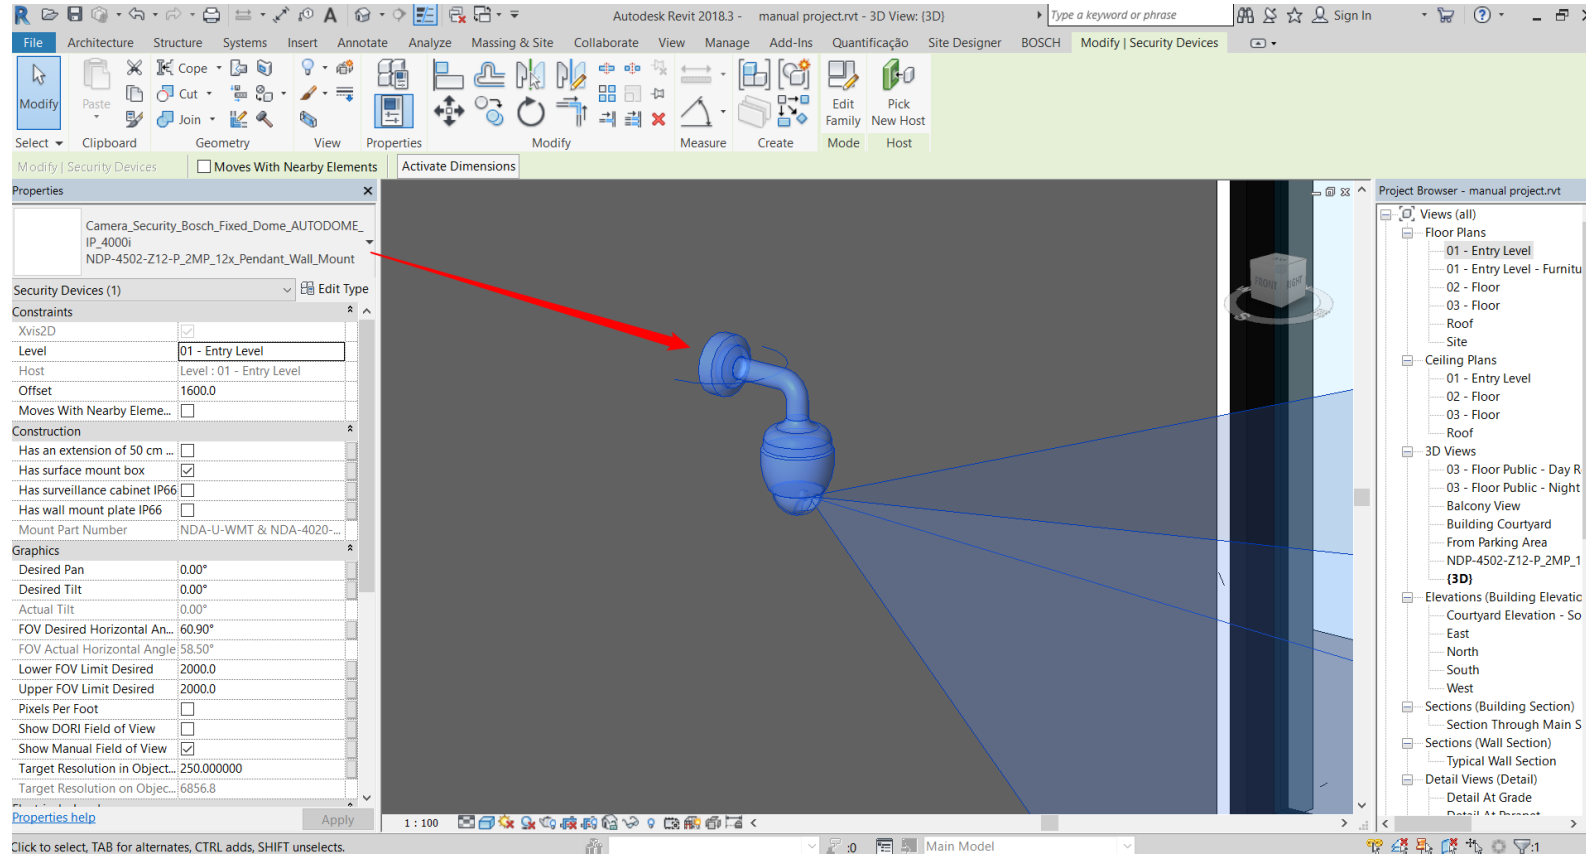 Autodesk Revit 2018.3 - manual project.rvt - 3D View: {3D}
Type a keyword or phrase
Sign In
File Architecture Structure Systems Insert Annotate Analyze Massing & Site Collaborate View Manage Add-Ins Quantificação Site Designer BOSCH Modify | Security Devices
Modify
Paste
Cope
Cut
Join
Edit
Family
Pick
New Host
Select Clipboard Geometry View Properties Modify Measure Create Mode Host
Modify | Security Devices
Moves With Nearby Elements
Activate Dimensions
Properties
Camera_Security_Bosch_Fixed_Dome_AUTODOME_
IP_4000i
NDP-4502-Z12-P_2MP_12x_Pendant_Wall_Mount
Security Devices (1)
Edit Type
Constraints
Xvis2D
Level 01 - Entry Level
Host Level : 01 - Entry Level
Offset 1600.0
Moves With Nearby Eleme...
Construction
Has an extension of 50 cm ...
Has surface mount box
Has surveillance cabinet IP66
Has wall mount plate IP66
Mount Part Number NDA-U-WMT & NDA-4020-...
Graphics
Desired Pan 0.00°
Desired Tilt 0.00°
Actual Tilt 0.00°
FOV Desired Horizontal An... 60.90°
FOV Actual Horizontal Angle 58.50°
Lower FOV Limit Desired 2000.0
Upper FOV Limit Desired 2000.0
Pixels Per Foot
Show DORI Field of View
Show Manual Field of View
Target Resolution in Object... 250.000000
Target Resolution on Objec... 6856.8
Properties help
Apply
FRONT
RIGHT
S
1 : 100
Project Browser - manual project.rvt
Views (all)
Floor Plans
01 - Entry Level
01 - Entry Level - Furnitu
02 - Floor
03 - Floor
Roof
Site
Ceiling Plans
01 - Entry Level
02 - Floor
03 - Floor
Roof
3D Views
03 - Floor Public - Day R
03 - Floor Public - Night
Balcony View
Building Courtyard
From Parking Area
NDP-4502-Z12-P_2MP_1
{3D}
Elevations (Building Elevatic
Courtyard Elevation - So
East
North
South
West
Sections (Building Section)
Section Through Main S
Sections (Wall Section)
Typical Wall Section
Detail Views (Detail)
Detail At Grade
Click to select, TAB for alternates, CTRL adds, SHIFT unselects.
:0
Main Model
:1